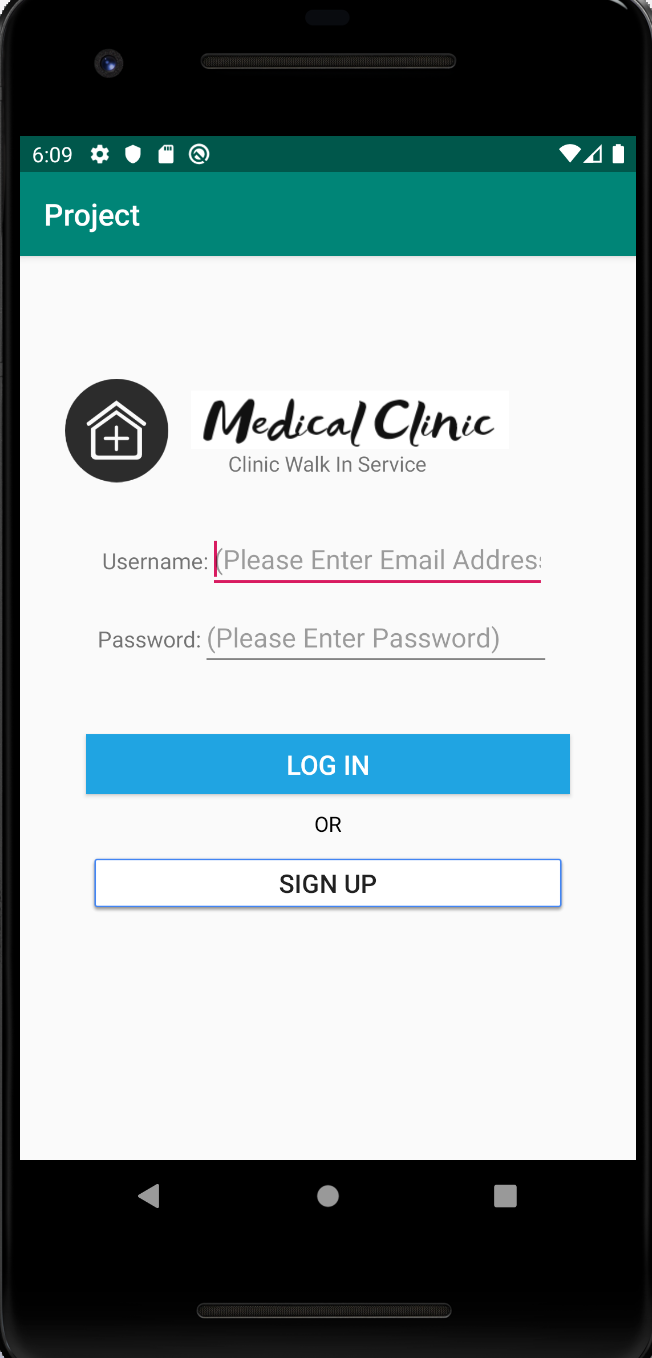 6:09
Project
Medical Clinic
Clinic Walk In Service
Username: (Please Enter Email Address
Password: (Please Enter Password)
LOG IN
OR
SIGN UP